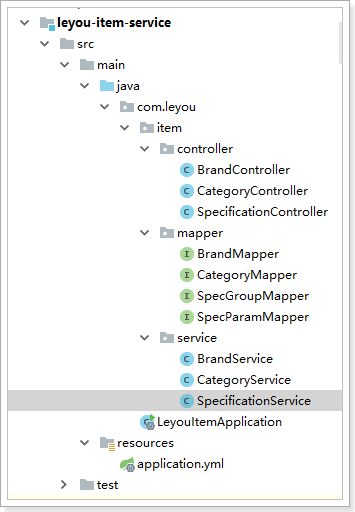 leyou-item-service
src
main
java
com.leyou
item
controller
C BrandController
C CategoryController
C SpecificationController
mapper
I BrandMapper
I CategoryMapper
I SpecGroupMapper
I SpecParamMapper
service
C BrandService
C CategoryService
C SpecificationService
C LeyouItemApplication
resources
application.yml
test